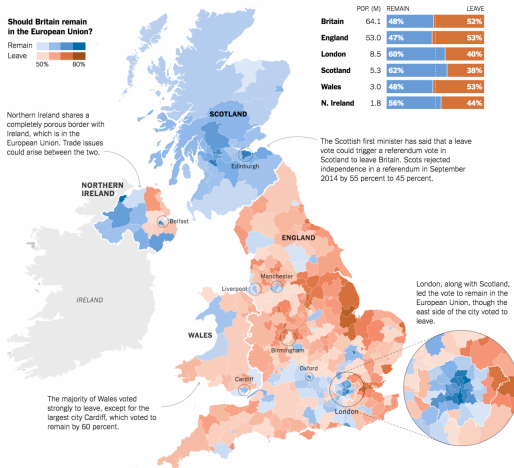 Should Britain remain
in the European Union?
Remain
Leave
50% 80%
POP. (M) REMAIN LEAVE
Britain 64.1 48% 52%
England 53.0 47% 53%
London 8.5 60% 40%
Scotland 5.3 62% 38%
Wales 3.0 48% 53%
N. Ireland 1.8 56% 44%
SCOTLAND
Northern Ireland shares a
completely porous border with
Ireland, which is in the
European Union. Trade issues
could arise between the two.
The Scottish first minister has said that a leave
vote could trigger a referendum vote in
Scotland to leave Britain. Scots rejected
independence in a referendum in September
2014 by 55 percent to 45 percent.
Edinburgh
NORTHERN
IRELAND
Belfast
ENGLAND
IRELAND
Manchester
Liverpool
London, along with Scotland,
led the vote to remain in the
European Union, though the
east side of the city voted to
leave.
WALES
Birmingham
Oxford
Cardiff
London
The majority of Wales voted
strongly to leave, except for the
largest city Cardiff, which voted to
remain by 60 percent.